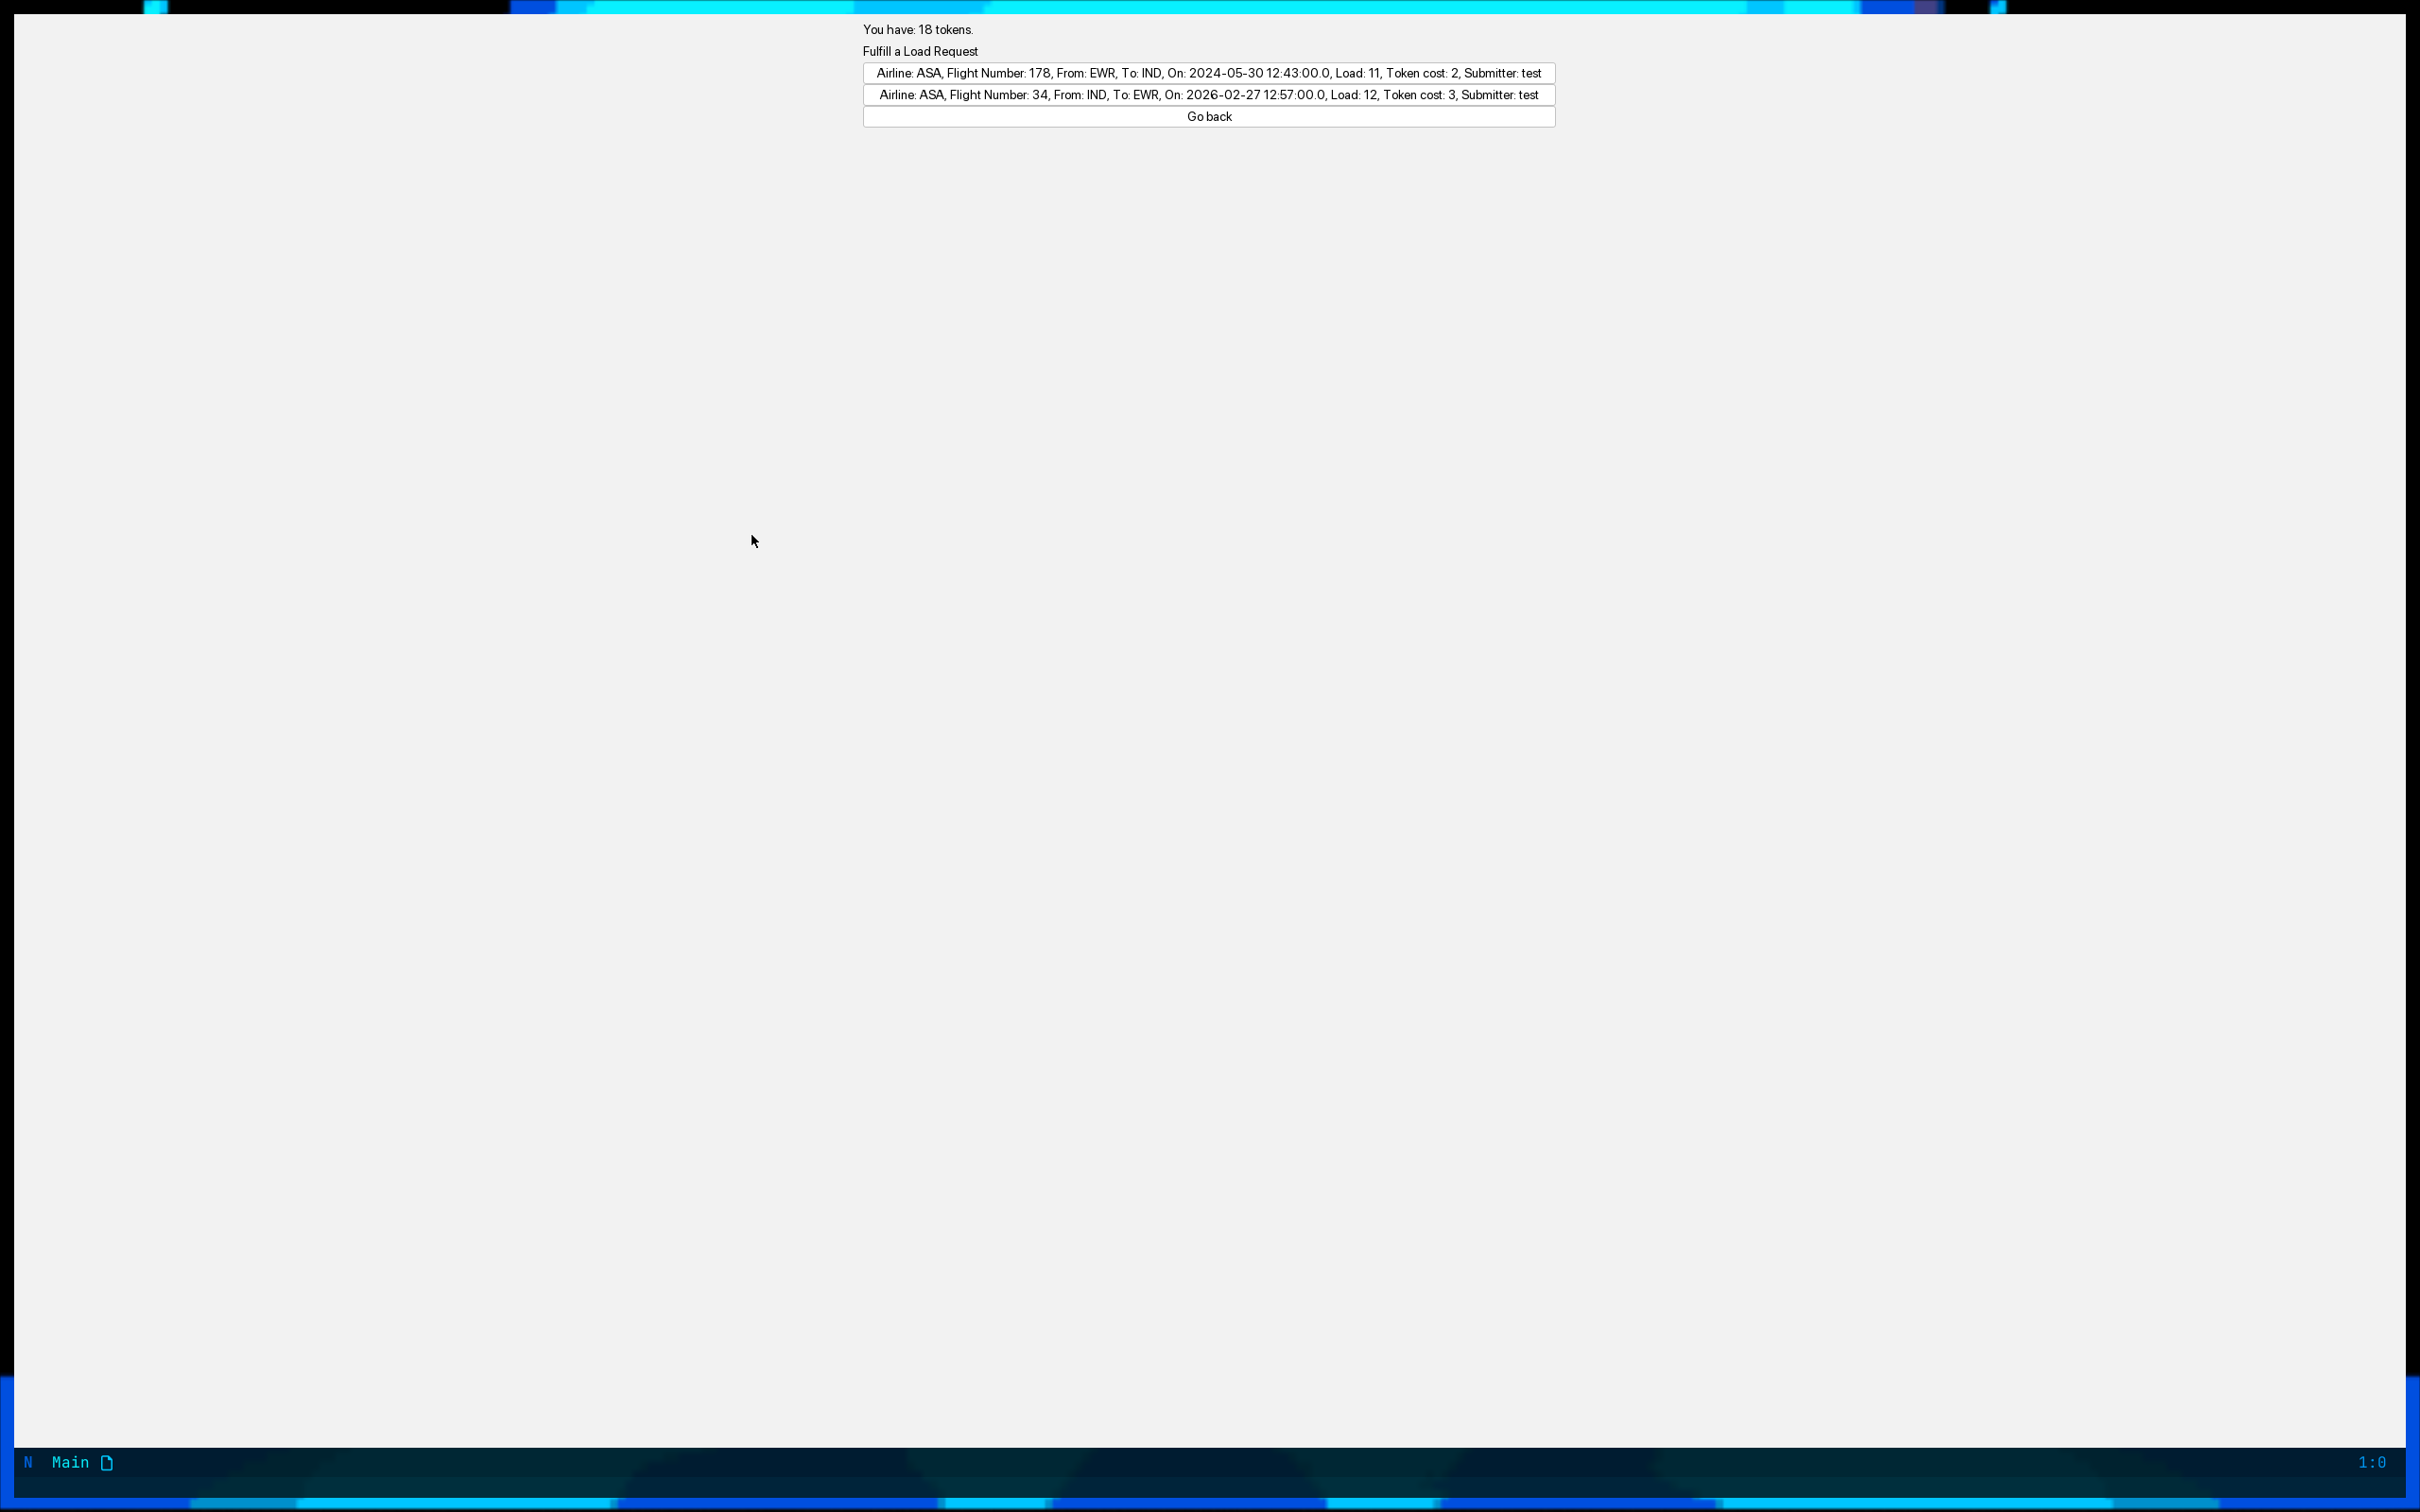 You have: 18 tokens.
Fulfill a Load Request
Airline: ASA, Flight Number: 178, From: EWR, To: IND, On: 2024-05-30 12:43:00.0, Load: 11, Token cost: 2, Submitter: test
Airline: ASA, Flight Number: 34, From: IND, To: EWR, On: 2026-02-27 12:57:00.0, Load: 12, Token cost: 3, Submitter: test
Go back
N Main 1:0